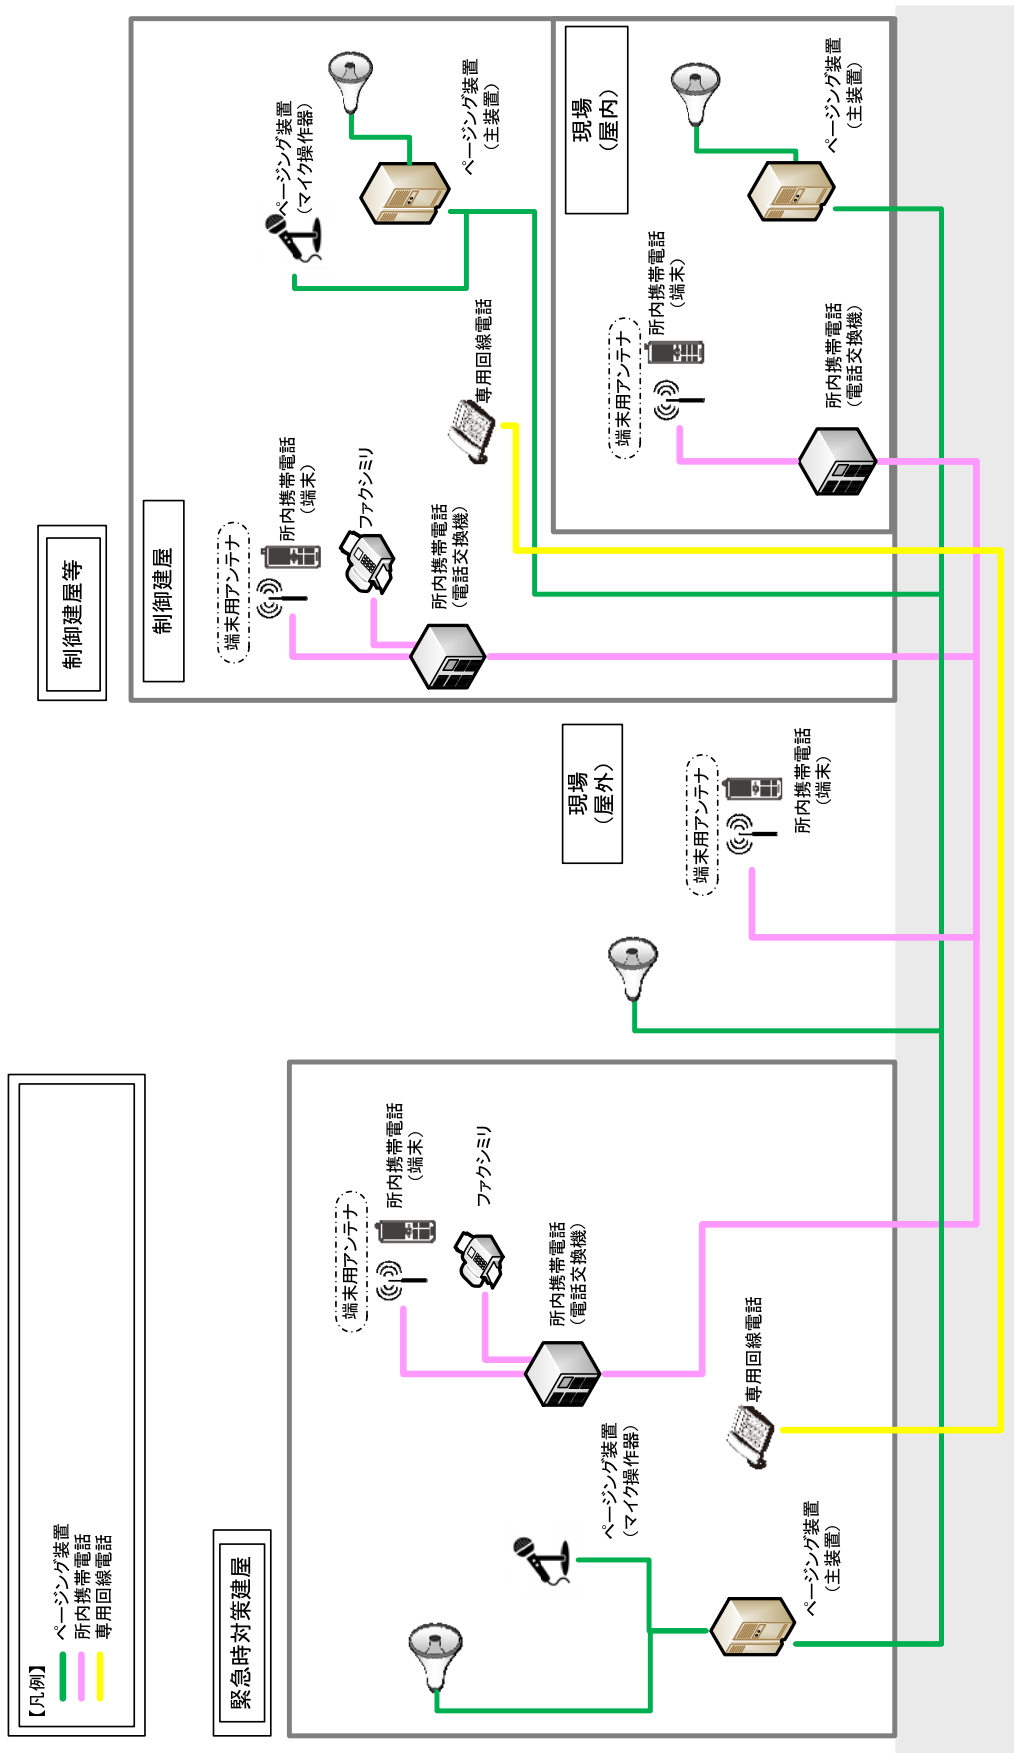 【凡例】
ページング装置
所内携帯電話
専用回線電話
緊急時対策建屋
端末用アンテナ
所内携帯電話
（端末）
ファクシミリ
所内携帯電話
（電話交換機）
ページング装置
（マイク操作器）
専用回線電話
ページング装置
（主装置）
現場
（屋外）
端末用アンテナ
所内携帯電話
（端末）
制御建屋等
制御建屋
端末用アンテナ
所内携帯電話
（端末）
ファクシミリ
所内携帯電話
（電話交換機）
専用回線電話
ページング装置
（マイク操作器）
ページング装置
（主装置）
現場
（屋内）
端末用アンテナ
所内携帯電話
（端末）
所内携帯電話
（電話交換機）
ページング装置
（主装置）